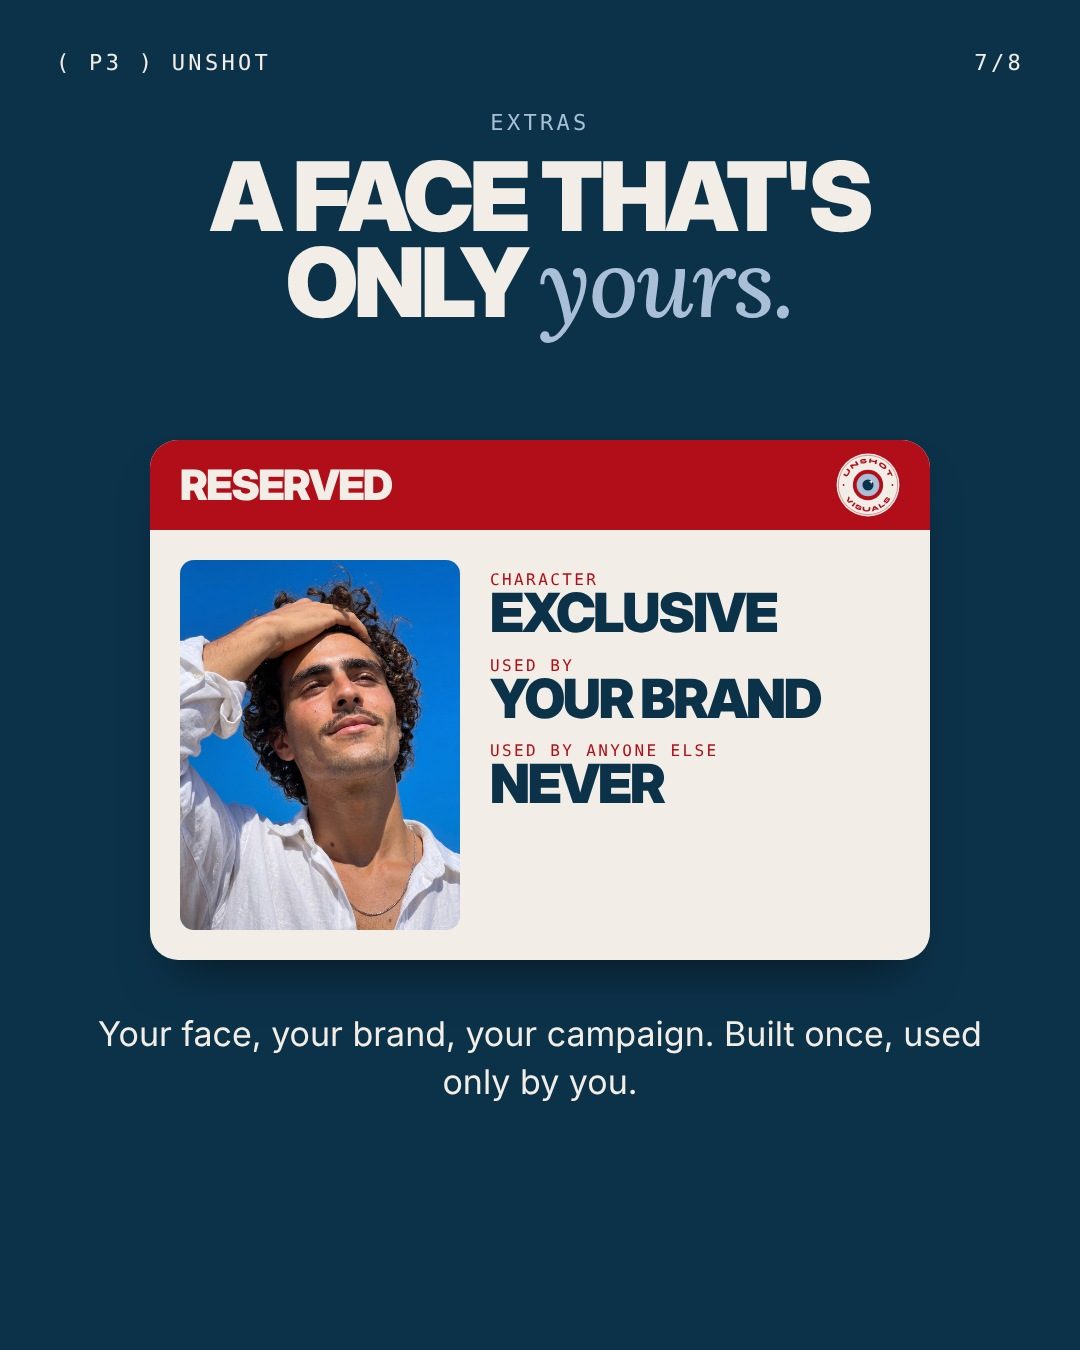 ( P3 ) UNSHOT
7/8
EXTRAS
A FACE THAT'S
ONLY yours.
RESERVED
UNSHOT
VISUALS
CHARACTER
EXCLUSIVE
USED BY
YOUR BRAND
USED BY ANYONE ELSE
NEVER
Your face, your brand, your campaign. Built once, used
only by you.